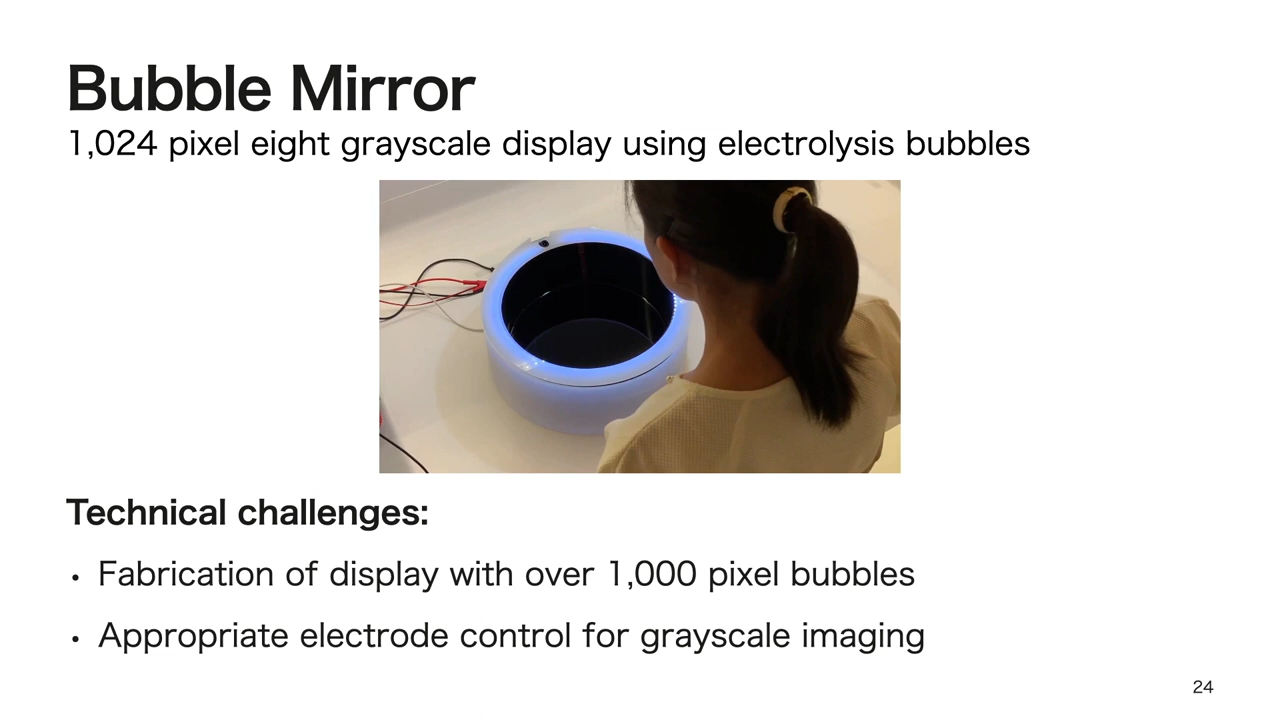 Bubble Mirror
1,024 pixel eight grayscale display using electrolysis bubbles
Technical challenges:
• Fabrication of display with over 1,000 pixel bubbles
• Appropriate electrode control for grayscale imaging
24